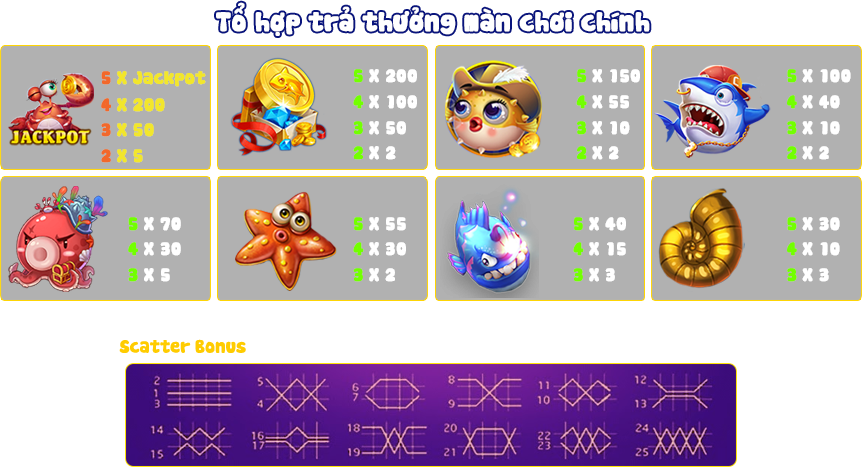 Tổ hợp trả thưởng màn chơi chính
5 X Jackpot
4 X 200
3 X 50
2 X 5
JACKPOT
5 X 200
4 X 100
3 X 50
2 X 2
5 X 150
4 X 55
3 X 10
2 X 2
5 X 100
4 X 40
3 X 10
2 X 2
5 X 70
4 X 30
3 X 5
5 X 55
4 X 30
3 X 2
5 X 40
4 X 15
3 X 3
5 X 30
4 X 10
3 X 3
Scatter Bonus
2
1
3
5
4
6
7
8
9
11
10
12
13
14
15
16
17
18
19
20
21
22
23
24
25